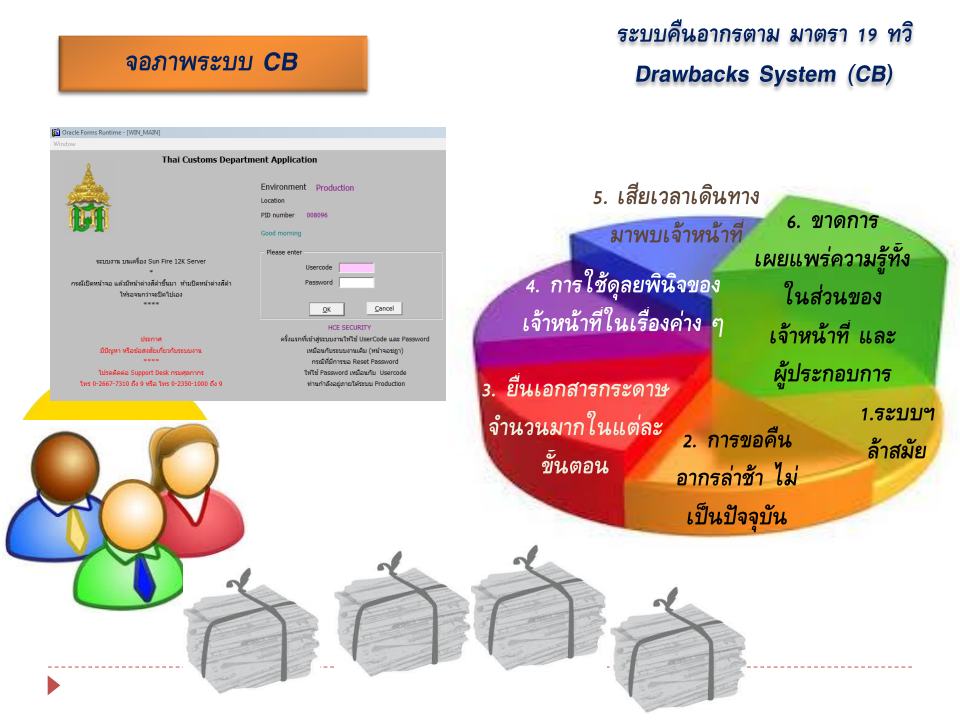 ระบบคืนอากรตาม มาตรา 19 ทวิ
Drawbacks System (CB)
จอภาพระบบ CB
Oracle Forms Runtime - [WIN_MAIN]
Window
Thai Customs Department Application
Environment Production
Location
PID number 008096
Good morning
Please enter
Usercode
Password
OK Cancel
ระบบงาน บนเครื่อง Sun Fire 12K Server
*
กรณีเปิดหน้าจอ แล้วมีหน้าต่างสีดำขึ้นมา ห้ามปิดหน้าต่างสีดำ
ให้รอจนกว่าจะปิดไปเอง
****
ประกาศ
มีปัญหา หรือข้อสงสัยเกี่ยวกับระบบงาน
****
โปรดติดต่อ Support Desk กรมศุลกากร
โทร 0-2667-7310 ถึง 9 หรือ โทร 0-2350-1000 ถึง 9
HCE SECURITY
ครั้งแรกที่เข้าสู่ระบบงานให้ใช้ UserCode และ Password
เหมือนกับระบบงานเดิม (หน้าจอชฎา)
กรณีที่มีการขอ Reset Password
ให้ใช้ Password เหมือนกับ Usercode
ท่านกำลังอยู่ภายใต้ระบบ Production
5. เสียเวลาเดินทาง
มาพบเจ้าหน้าที่
6. ขาดการ
เผยแพร่ความรู้ทั้ง
ในส่วนของ
เจ้าหน้าที่ และ
ผู้ประกอบการ
4. การใช้ดุลยพินิจของ
เจ้าหน้าที่ในเรื่องต่าง ๆ
3. ยื่นเอกสารกระดาษ
จำนวนมากในแต่ละ
ขั้นตอน
1.ระบบฯ
ล้าสมัย
2. การขอคืน
อากรล่าช้า ไม่
เป็นปัจจุบัน